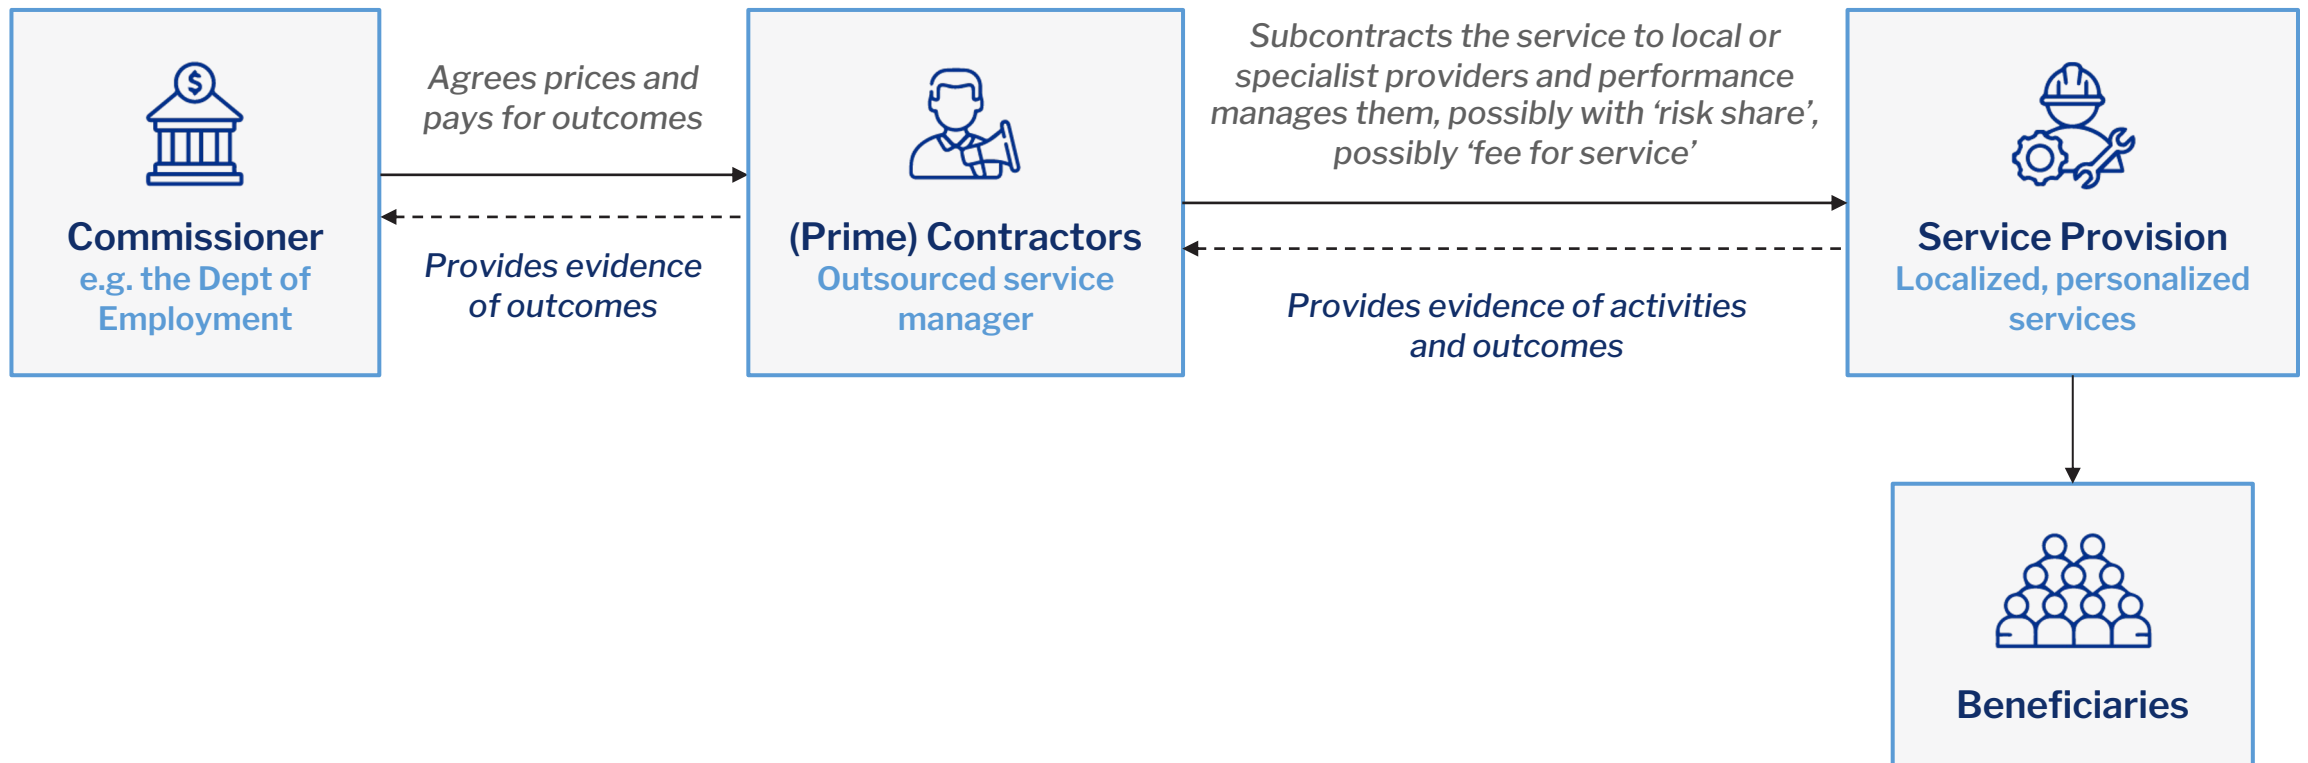 Commissioner
e.g. the Dept of
Employment
Agrees prices and
pays for outcomes
Provides evidence
of outcomes
(Prime) Contractors
Outsourced service
manager
Subcontracts the service to local or
specialist providers and performance
manages them, possibly with ‘risk share’,
possibly ‘fee for service’
Provides evidence of activities
and outcomes
Service Provision
Localized, personalized
services
Beneficiaries